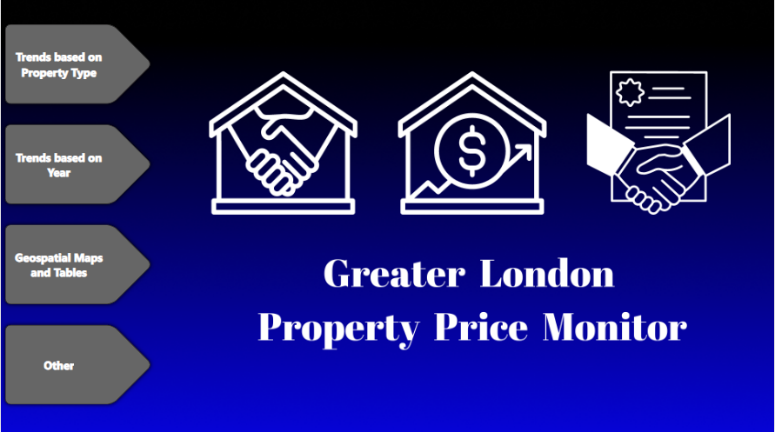 Trends based on
Property Type
Trends based on
Year
Geospatial Maps
and Tables
Other
$
Greater London
Property Price Monitor